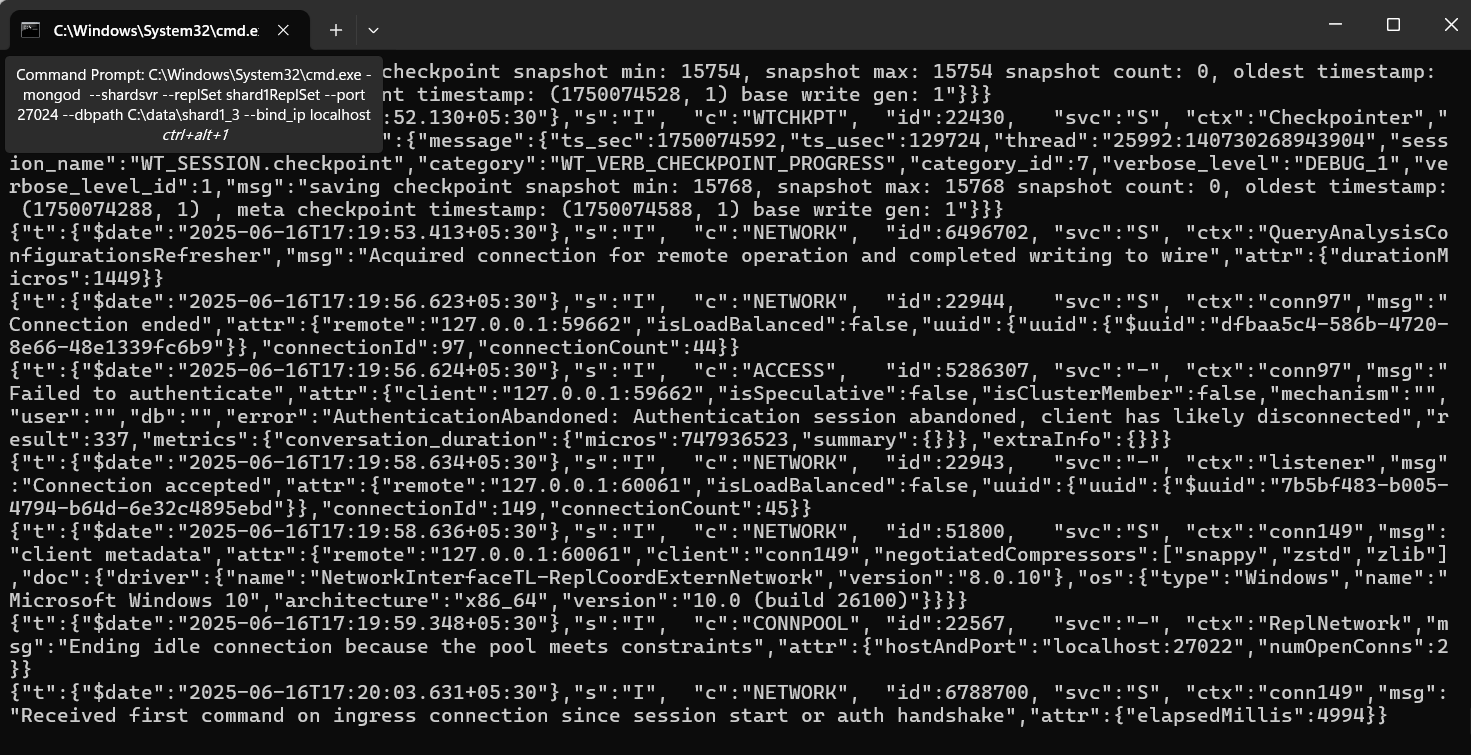 C:\Windows\System32\cmd.e
Command Prompt: C:\Windows\System32\cmd.exe -
mongod  --shardsvr --replSet shard1ReplSet --port
27024 --dbpath C:\data\shard1_3 --bind_ip localhost
ctrl+alt+1
checkpoint snapshot min: 15754, snapshot max: 15754 snapshot count: 0, oldest timestamp:
nt timestamp: (1750074528, 1) base write gen: 1"}}}
:52.130+05:30"},"s":"I",  "c":"WTCHKPT",  "id":22430,   "svc":"S", "ctx":"Checkpointer","
:{"message":{"ts_sec":1750074592,"ts_usec":129724,"thread":"25992:140730268943904","sess
ion_name":"WT_SESSION.checkpoint","category":"WT_VERB_CHECKPOINT_PROGRESS","category_id":7,"verbose_level":"DEBUG_1","ve
rbose_level_id":1,"msg":"saving checkpoint snapshot min: 15768, snapshot max: 15768 snapshot count: 0, oldest timestamp:
 (1750074288, 1) , meta checkpoint timestamp: (1750074588, 1) base write gen: 1"}}}
{"t":{"$date":"2025-06-16T17:19:53.413+05:30"},"s":"I",  "c":"NETWORK",  "id":6496702, "svc":"S", "ctx":"QueryAnalysisCo
nfigurationsRefresher","msg":"Acquired connection for remote operation and completed writing to wire","attr":{"durationM
icros":1449}}
{"t":{"$date":"2025-06-16T17:19:56.623+05:30"},"s":"I",  "c":"NETWORK",  "id":22944,   "svc":"S", "ctx":"conn97","msg":"
Connection ended","attr":{"remote":"127.0.0.1:59662","isLoadBalanced":false,"uuid":{"uuid":{"$uuid":"dfbaa5c4-586b-4720-
8e66-48e1339fc6b9"}},"connectionId":97,"connectionCount":44}}
{"t":{"$date":"2025-06-16T17:19:56.624+05:30"},"s":"I",  "c":"ACCESS",   "id":5286307, "svc":"-", "ctx":"conn97","msg":"
Failed to authenticate","attr":{"client":"127.0.0.1:59662","isSpeculative":false,"isClusterMember":false,"mechanism":"",
"user":"","db":"","error":"AuthenticationAbandoned: Authentication session abandoned, client has likely disconnected","r
esult":337,"metrics":{"conversation_duration":{"micros":747936523,"summary":{}}},"extraInfo":{}}}
{"t":{"$date":"2025-06-16T17:19:58.634+05:30"},"s":"I",  "c":"NETWORK",  "id":22943,   "svc":"-", "ctx":"listener","msg"
:"Connection accepted","attr":{"remote":"127.0.0.1:60061","isLoadBalanced":false,"uuid":{"uuid":{"$uuid":"7b5bf483-b005-
4794-b64d-6e32c4895ebd"}},"connectionId":149,"connectionCount":45}}
{"t":{"$date":"2025-06-16T17:19:58.636+05:30"},"s":"I",  "c":"NETWORK",  "id":51800,   "svc":"S", "ctx":"conn149","msg":
"client metadata","attr":{"remote":"127.0.0.1:60061","client":"conn149","negotiatedCompressors":["snappy","zstd","zlib"]
,"doc":{"driver":{"name":"NetworkInterfaceTL-ReplCoordExternNetwork","version":"8.0.10"},"os":{"type":"Windows","name":"
Microsoft Windows 10","architecture":"x86_64","version":"10.0 (build 26100)"}}}}
{"t":{"$date":"2025-06-16T17:19:59.348+05:30"},"s":"I",  "c":"CONNPOOL", "id":22567,   "svc":"-", "ctx":"ReplNetwork","m
sg":"Ending idle connection because the pool meets constraints","attr":{"hostAndPort":"localhost:27022","numOpenConns":2
}}
{"t":{"$date":"2025-06-16T17:20:03.631+05:30"},"s":"I",  "c":"NETWORK",  "id":6788700, "svc":"S", "ctx":"conn149","msg":
"Received first command on ingress connection since session start or auth handshake","attr":{"elapsedMillis":4994}}